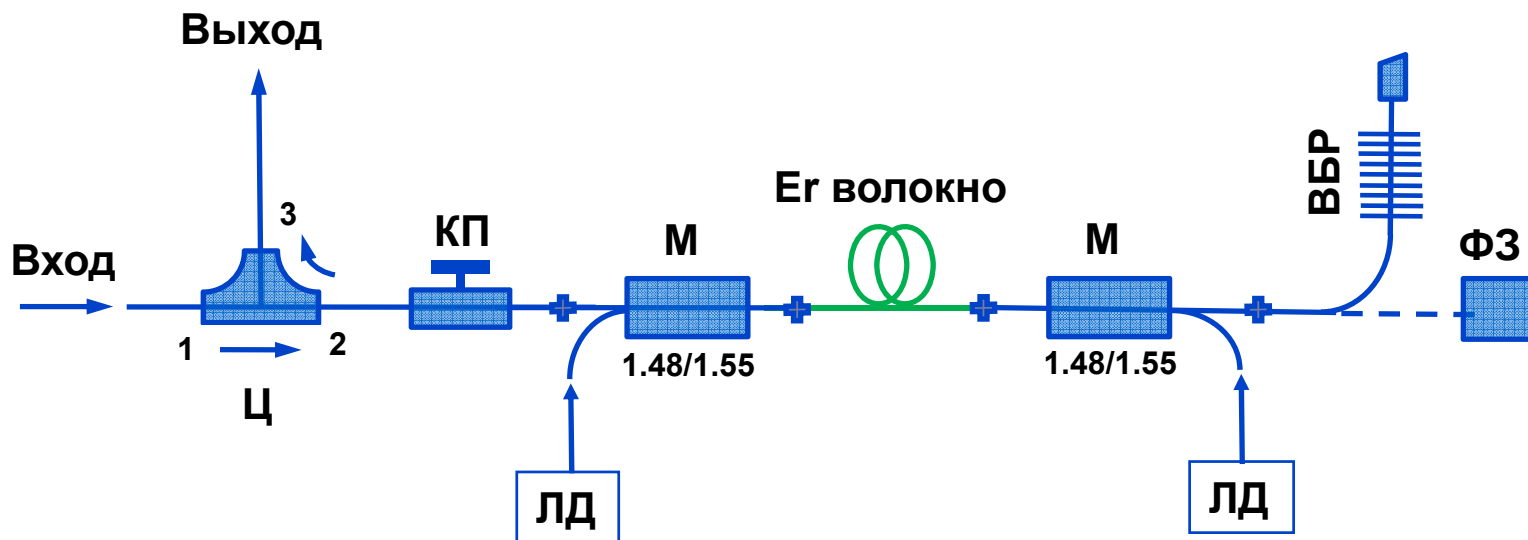 Выход
Вход
1
2
3
Ц
КП
М
1.48/1.55
ЛД
Er волокно
М
1.48/1.55
ЛД
ВБР
ФЗ